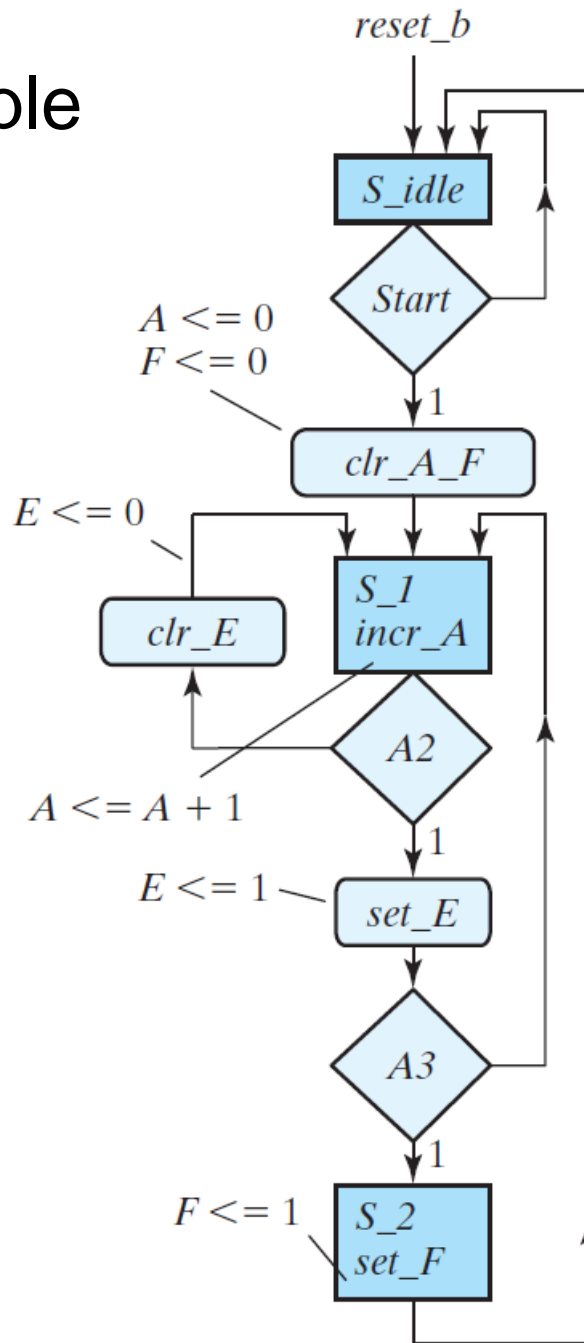 reset_b
ple
S_idle
Start
A <= 0
F <= 0
1
clr_A_F
E <= 0
S_1
incr_A
clr_E
A2
A <= A + 1
1
E <= 1
set_E
A3
1
F <= 1
S_2
set_F